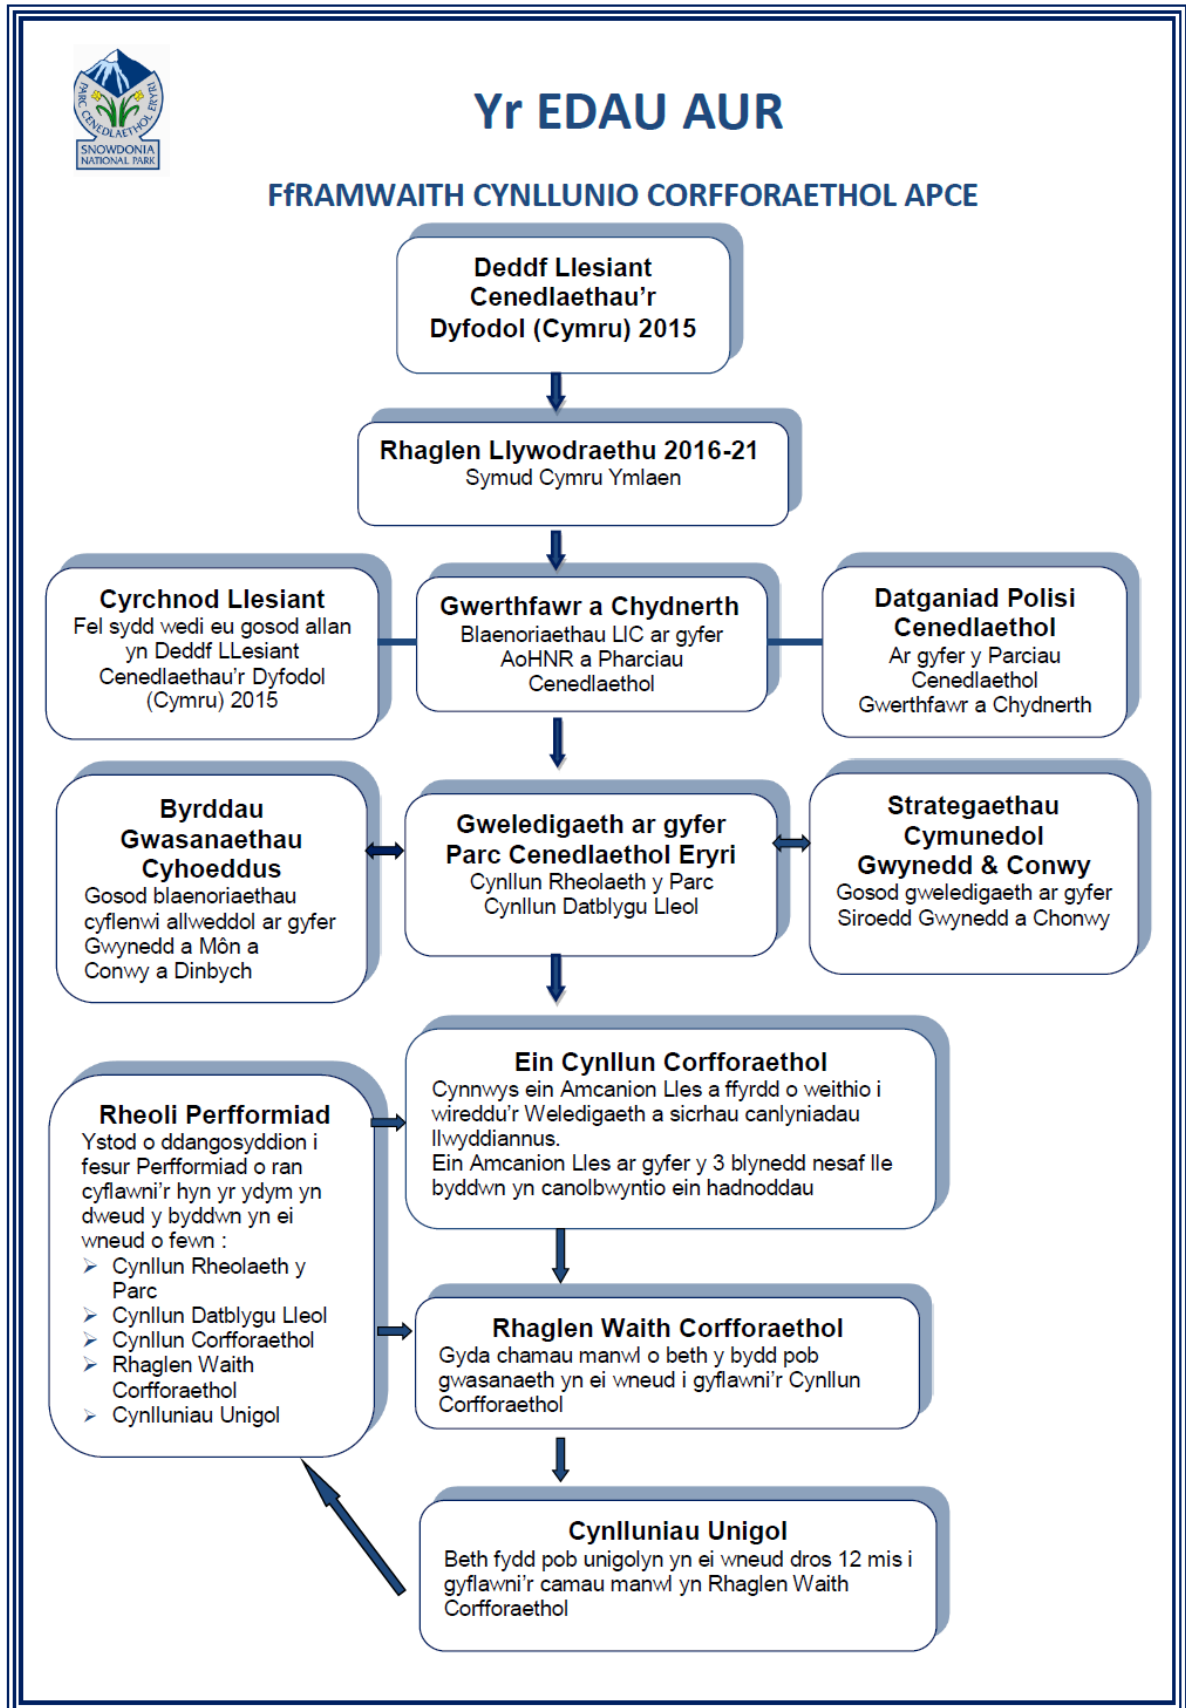 PARC CENEDLAETHOL ERYRI
SNOWDONIA
NATIONAL PARK
Yr EDAU AUR
FfRAMWAITH CYNLLUNIO CORFFORAETHOL APCE
Deddf Llesiant
Cenedlaethau'r
Dyfodol (Cymru) 2015
Rhaglen Llywodraethu 2016-21
Symud Cymru Ymlaen
Cyrchnod Llesiant
Fel sydd wedi eu gosod allan
yn Deddf LLesiant
Cenedlaethau'r Dyfodol
(Cymru) 2015
Gwerthfawr a Chydnerth
Blaenoriaethau LIC ar gyfer
AoHNR a Pharciau
Cenedlaethol
Datganiad Polisi
Cenedlaethol
Ar gyfer y Parciau
Cenedlaethol
Gwerthfawr a Chydnerth
Byrddau
Gwasanaethau
Cyhoeddus
Gosod blaenoriaethau
cyflenwi allweddol ar gyfer
Gwynedd a Môn a
Conwy a Dinbych
Gweledigaeth ar gyfer
Parc Cenedlaethol Eryri
Cynllun Rheolaeth y Parc
Cynllun Datblygu Lleol
Strategaethau
Cymunedol
Gwynedd & Conwy
Gosod gweledigaeth ar gyfer
Siroedd Gwynedd a Chonwy
Ein Cynllun Corfforaethol
Cynnwys ein Amcanion Lles a ffyrdd o weithio i
wireddu'r Weledigaeth a sicrhau canlyniadau
llwyddiannus.
Ein Amcanion Lles ar gyfer y 3 blynedd nesaf lle
byddwn yn canolbwyntio ein hadnoddau
Rheoli Perfformiad
Ystod o ddangosyddion i
fesur Perfformiad o ran
cyflawni'r hyn yr ydym yn
dweud y byddwn yn ei
wneud o fewn :
➢ Cynllun Rheolaeth y
Parc
➢ Cynllun Datblygu Lleol
➢ Cynllun Corfforaethol
➢ Rhaglen Waith
Corfforaethol
➢ Cynlluniau Unigol
Rhaglen Waith Corfforaethol
Gyda chamau manwl o beth y bydd pob
gwasanaeth yn ei wneud i gyflawni'r Cynllun
Corfforaethol
Cynlluniau Unigol
Beth fydd pob unigolyn yn ei wneud dros 12 mis i
gyflawni'r camau manwl yn Rhaglen Waith
Corfforaethol